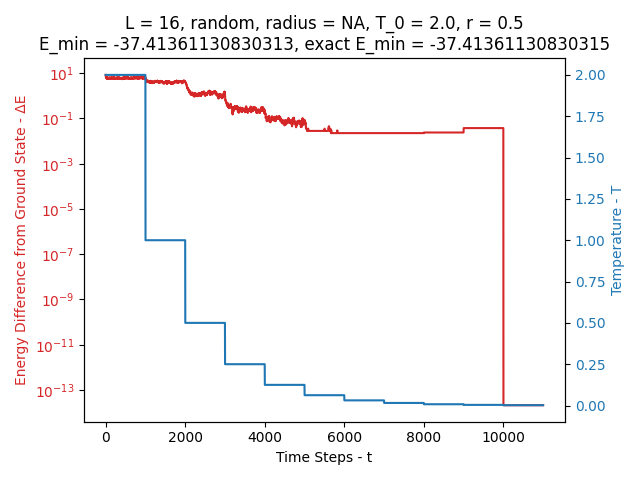 L = 16, random, radius = NA, T_0 = 2.0, r = 0.5
E_min = -37.41361130830313, exact E_min = -37.41361130830315
Energy Difference from Ground State - ΔE
10¹
10⁻¹
10⁻³
10⁻⁵
10⁻⁷
10⁻⁹
10⁻¹¹
10⁻¹³
2.00
1.75
1.50
1.25
1.00
0.75
0.50
0.25
0.00
Temperature - T
0 2000 4000 6000 8000 10000
Time Steps - t